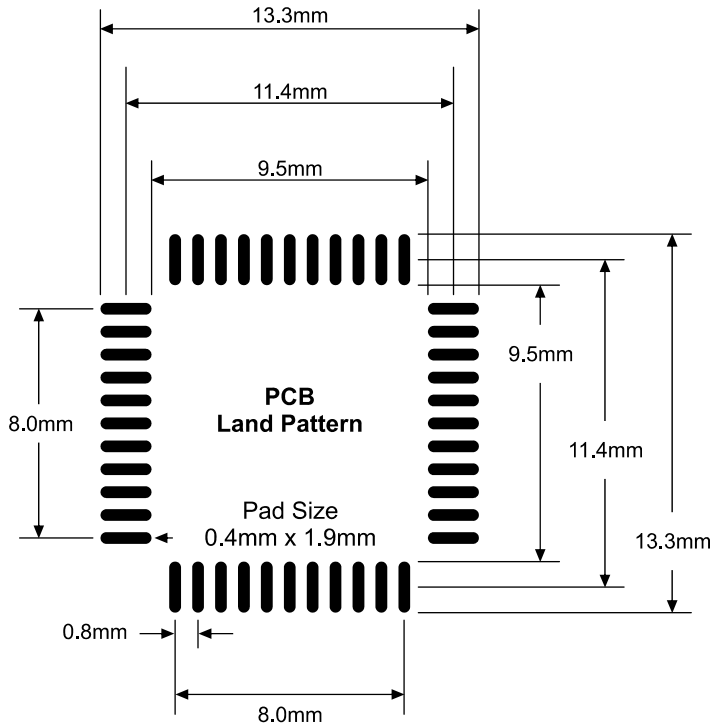 13.3mm
11.4mm
9.5mm
9.5mm
PCB
Land Pattern
8.0mm
11.4mm
Pad Size
0.4mm x 1.9mm
13.3mm
0.8mm
8.0mm